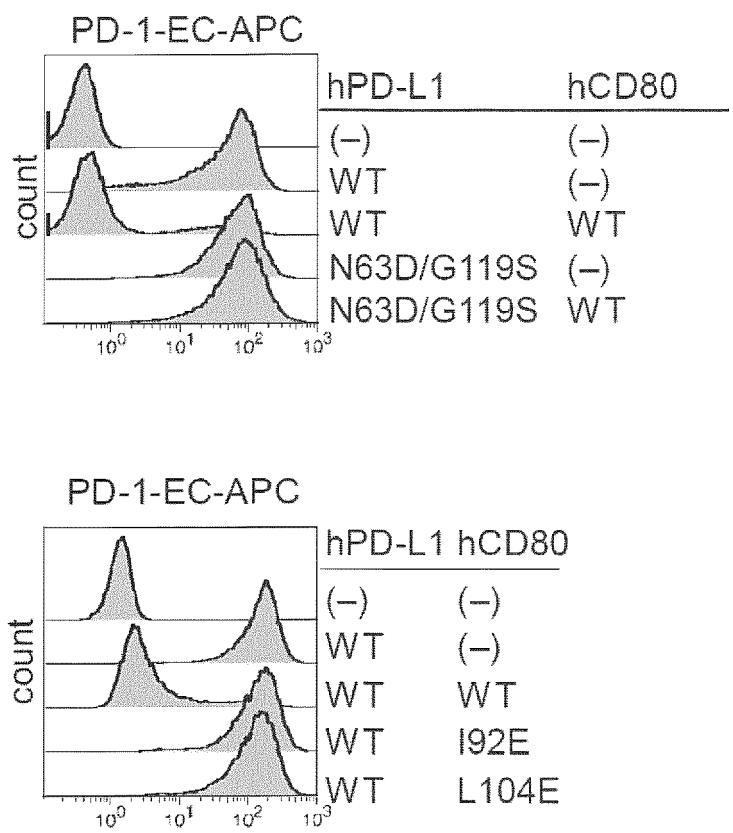 PD-1-EC-APC
hPD-L1 hCD80
(–) (–)
WT (–)
WT WT
N63D/G119S (–)
N63D/G119S WT
count
10⁰ 10¹ 10² 10³
PD-1-EC-APC
hPD-L1 hCD80
(–) (–)
WT (–)
WT WT
WT I92E
WT L104E
count
10⁰ 10¹ 10² 10³